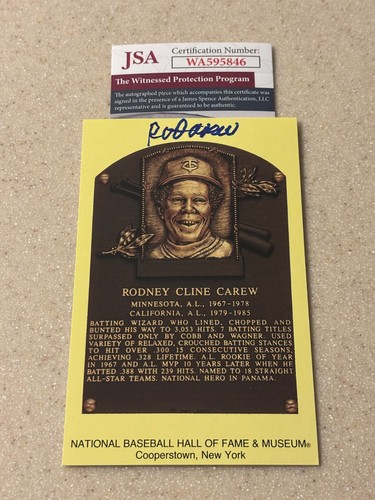 JSA
Certification Number:
WA595846
The Witnessed Protection Program
The autographed piece which accompanies this certificate was
signed in the presence of a James Spence Authentication, LLC
representative and is guaranteed to be authentic.
Rod Carew
TC
RODNEY CLINE CAREW
MINNESOTA, A.L., 1967-1978
CALIFORNIA, A.L., 1979-1985
BATTING WIZARD WHO LINED, CHOPPED AND
BUNTED HIS WAY TO 3,053 HITS. 7 BATTING TITLES
SURPASSED ONLY BY COBB AND WAGNER. USED
VARIETY OF RELAXED, CROUCHED BATTING STANCES
TO HIT OVER .300 15 CONSECUTIVE SEASONS,
ACHIEVING .328 LIFETIME. A.L. ROOKIE OF YEAR
IN 1967 AND A.L. MVP 10 YEARS LATER WHEN HE
BATTED .388 WITH 239 HITS. NAMED TO 18 STRAIGHT
ALL-STAR TEAMS. NATIONAL HERO IN PANAMA.
NATIONAL BASEBALL HALL OF FAME & MUSEUM®
Cooperstown, New York